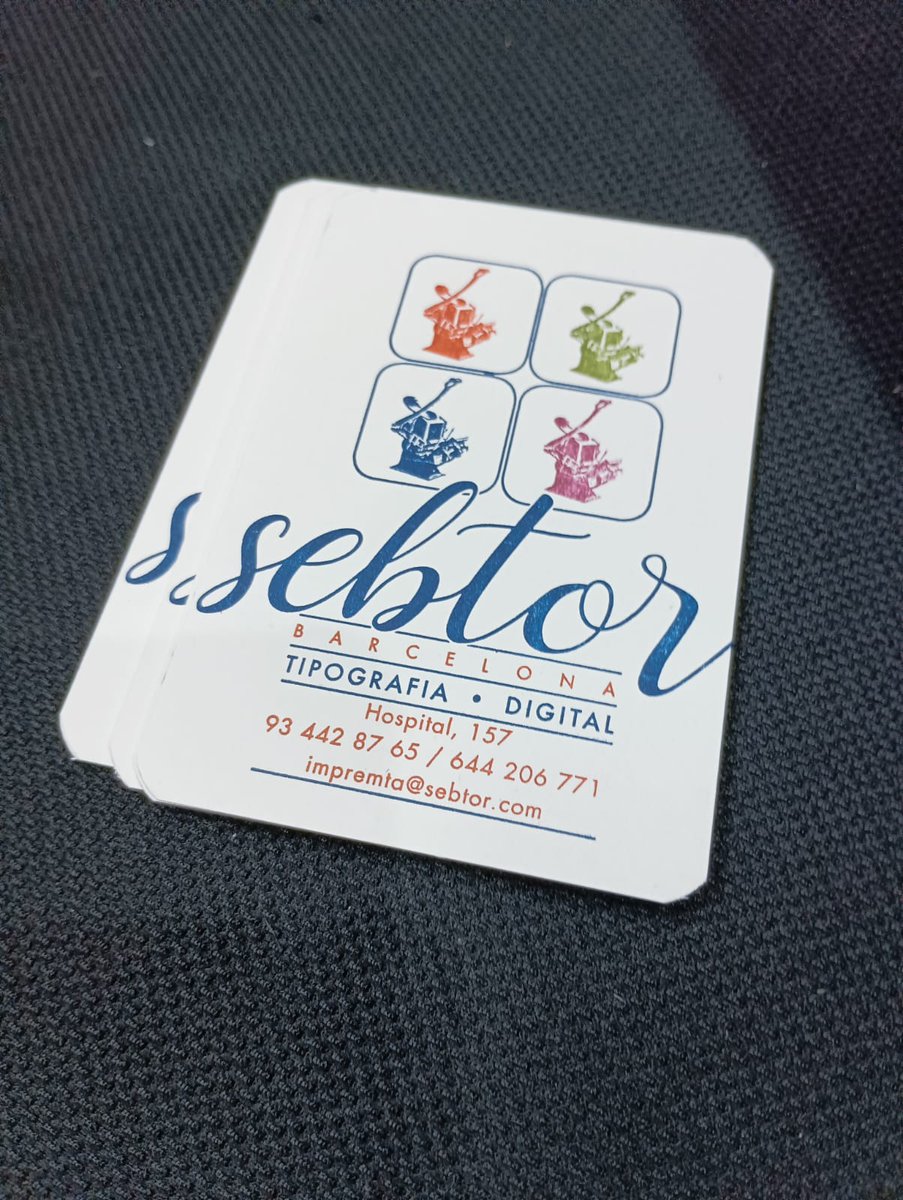 sebtor
BARCELONA
TIPOGRAFIA • DIGITAL
Hospital, 157
93 442 87 65 / 644 206 771
impremta@sebtor.com